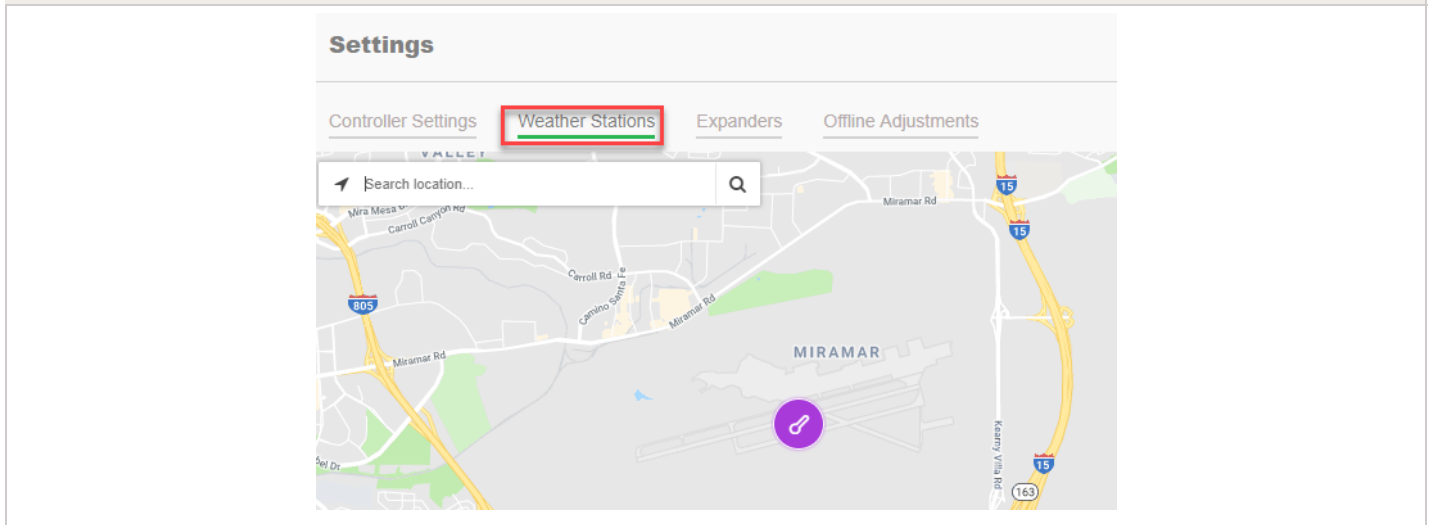 Settings
Controller Settings Weather Stations Expanders Offline Adjustments
VALLEY
Search location...
15
Miramar Rd
Mira Mesa
Carroll Canyon Rd
15
Carroll Rd
Camino Santa Fe
805
Miramar Rd
MIRAMAR
Miramar Rd
Kearny Villa Rd
15
163